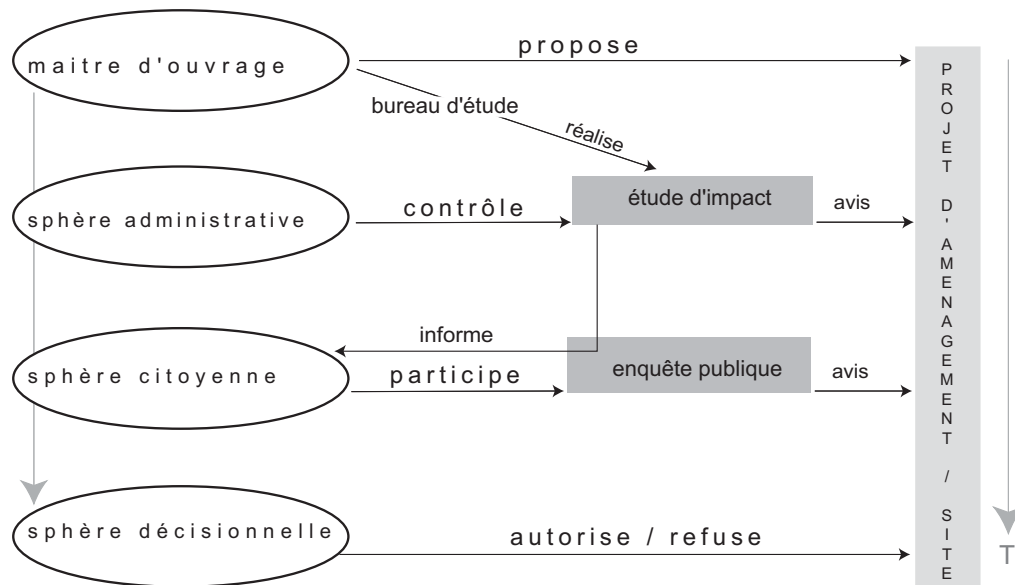 propose
maitre d'ouvrage
bureau d'étude
réalise
étude d'impact
sphère administrative
contrôle
avis
informe
sphère citoyenne
participe
enquête publique
avis
sphère décisionnelle
autorise / refuse
PROJET D'AMENAGEMENT / SITE
T